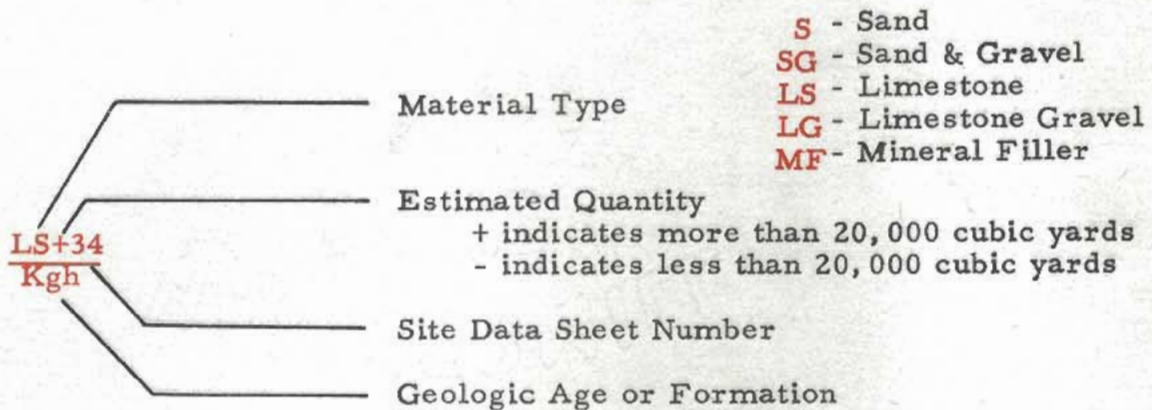 S - Sand
SG - Sand & Gravel
LS - Limestone
LG - Limestone Gravel
MF - Mineral Filler
Material Type
Estimated Quantity
+ indicates more than 20,000 cubic yards
- indicates less than 20,000 cubic yards
LS+34
Kgh
Site Data Sheet Number
Geologic Age or Formation